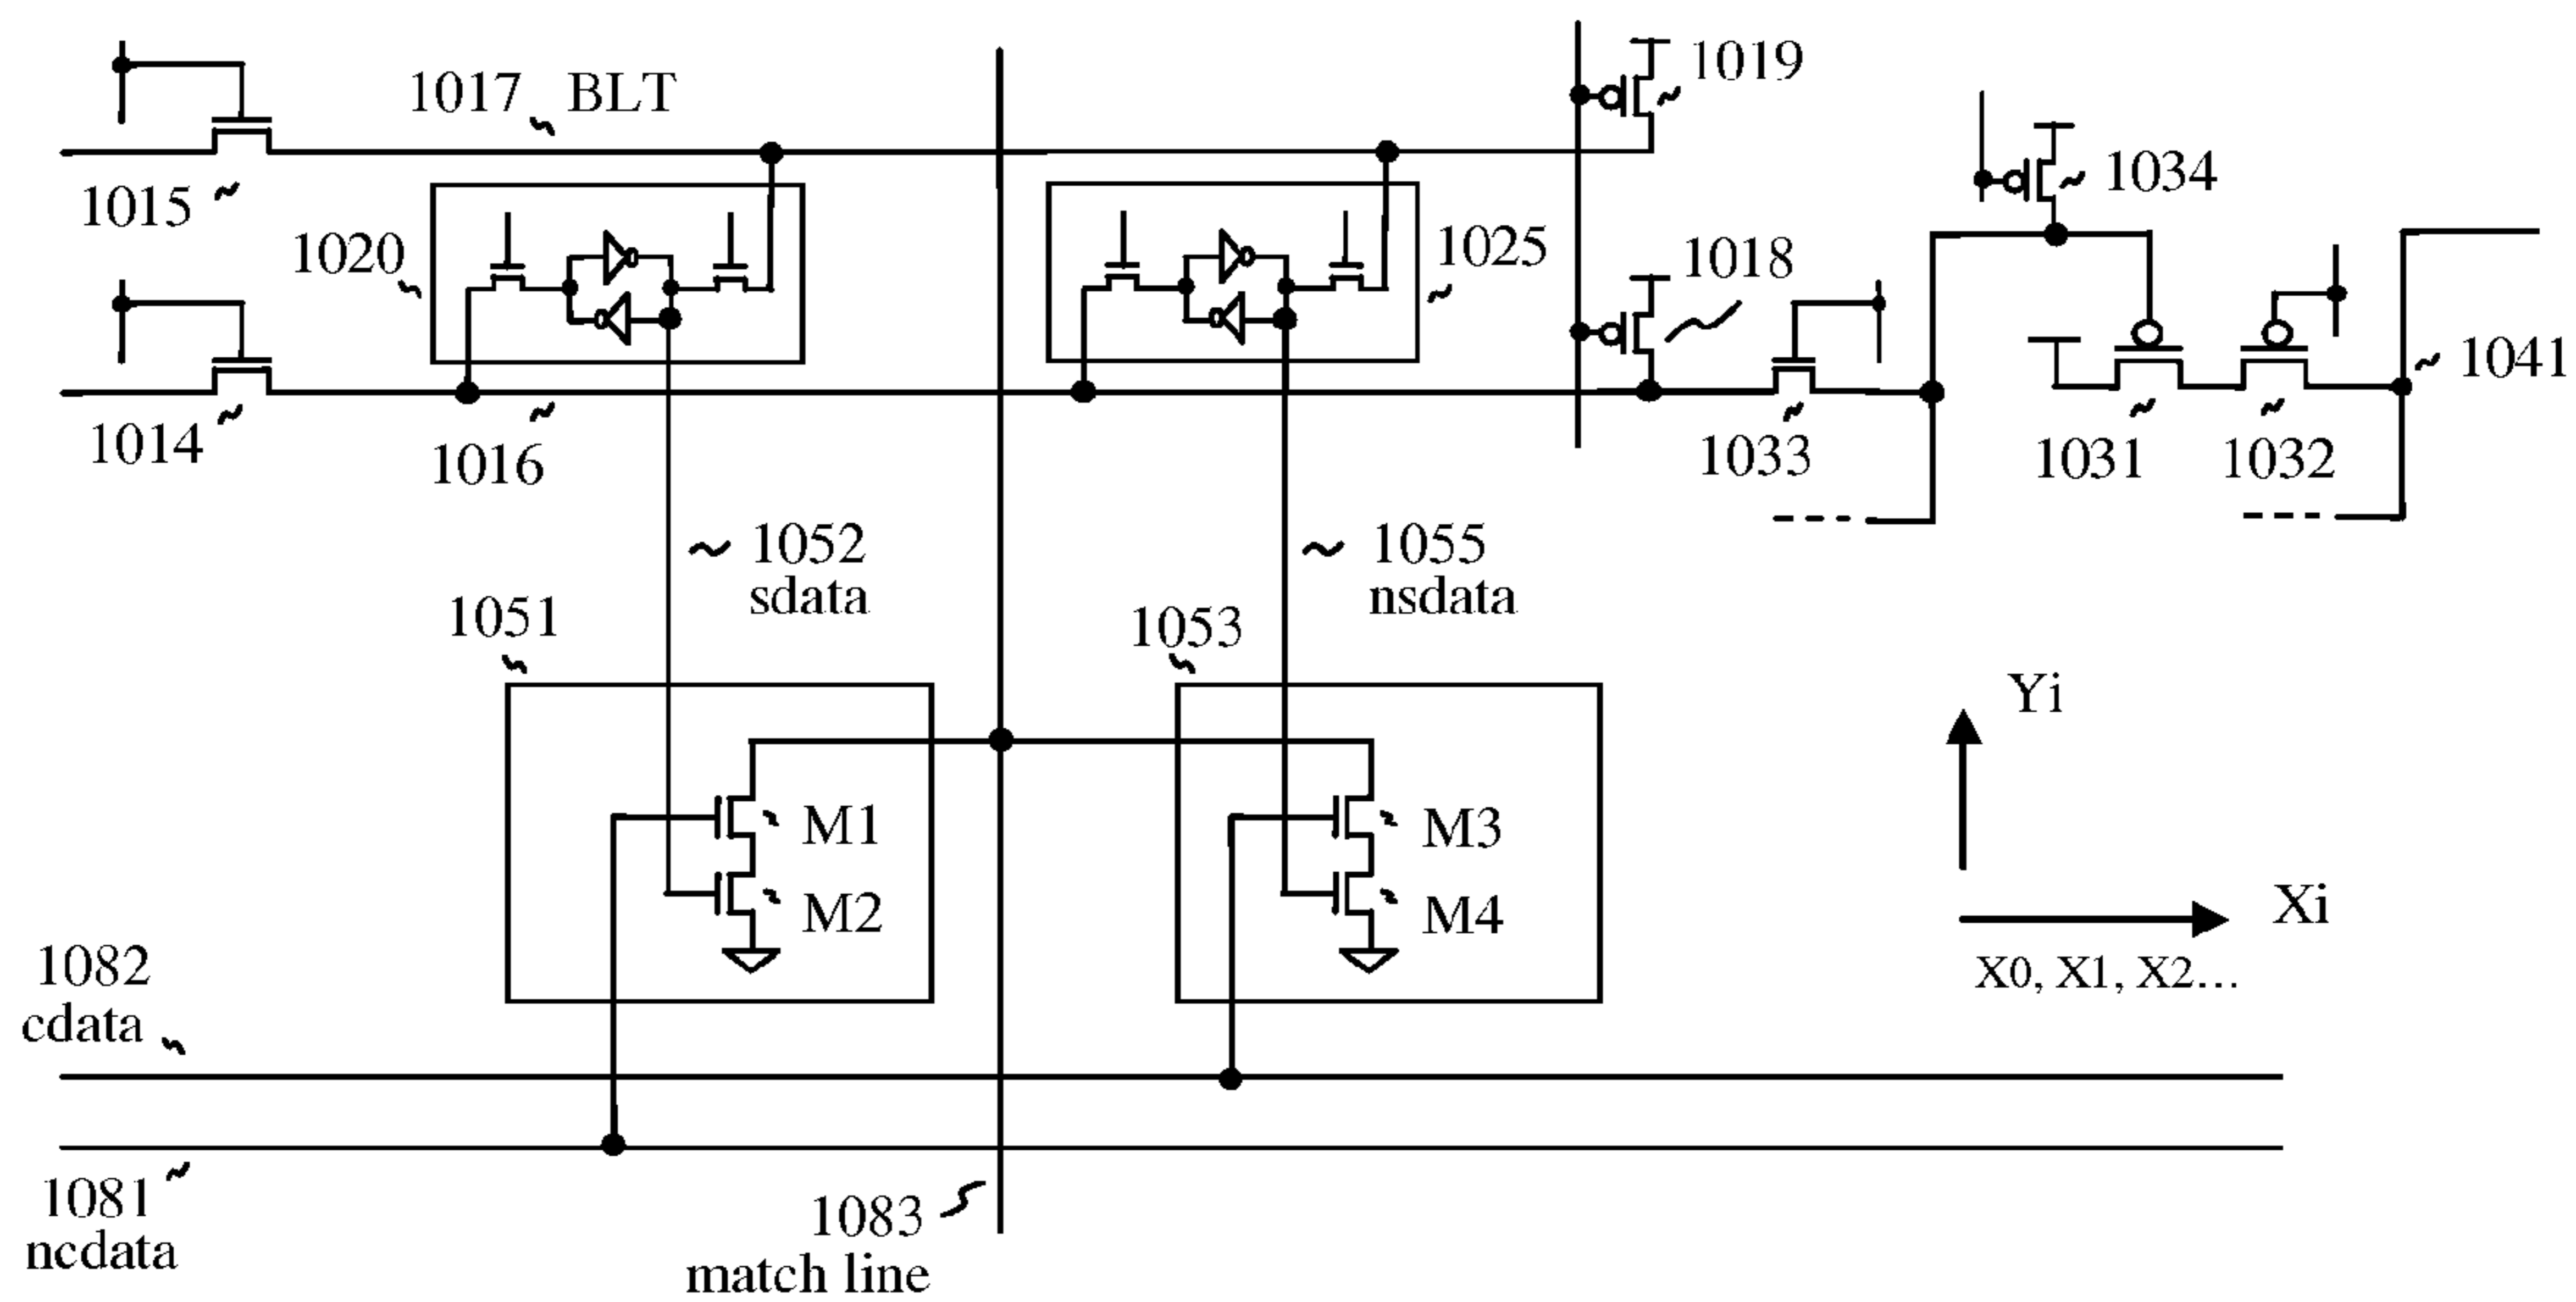 1017 BLT
1019
1015
1034
1020
1025
1018
1041
1014
1016
1033
1031
1032
1052
sdata
1055
nsdata
1051
1053
Yi
M1
M3
M2
M4
Xi
X0, X1, X2...
1082
cdata
1081
ncdata
1083
match line